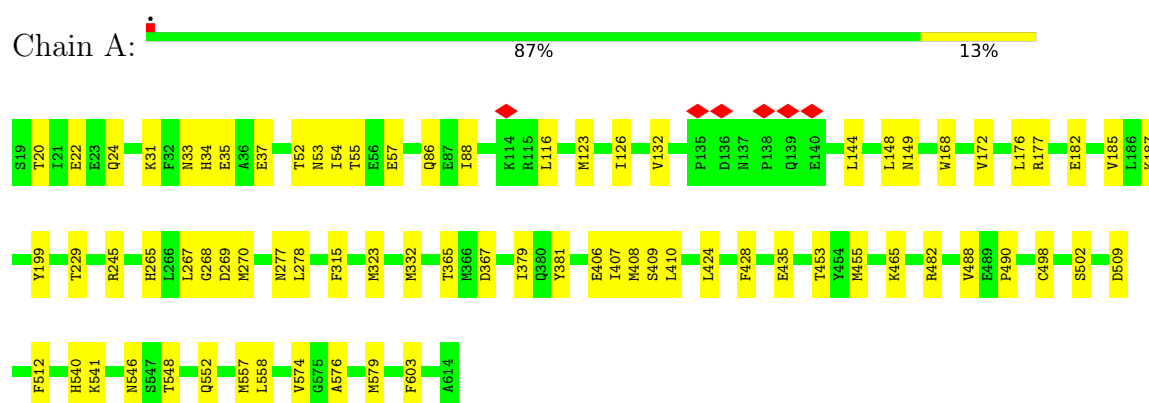 Chain A:
87%
13%
S19 T20 I21 E22 E23 Q24 K31 F32 N33 H34 E35 A36 E37 T52 N53 I54 T55 E56 E57 Q86 E87 I88 K114 R115 L116 M123 I126 V132 P135 D136 N137 P138 Q139 E140 L144 L148 N149 W168 V172 L176 R177 E182 V185 L186
Y199 T229 R245 H265 L266 L267 G268 D269 M270 N277 L278 F315 M323 M332 T365 M366 D367 I379 Q380 Y381 E406 I407 M408 S409 L410 L424 F428 E435 T453 Y454 M455 K465 R482 V488 E489 P490 C498 S502 D509
F512 H540 K541 N546 S547 T548 Q552 M557 L558 V574 G575 A576 M579 F603 A614